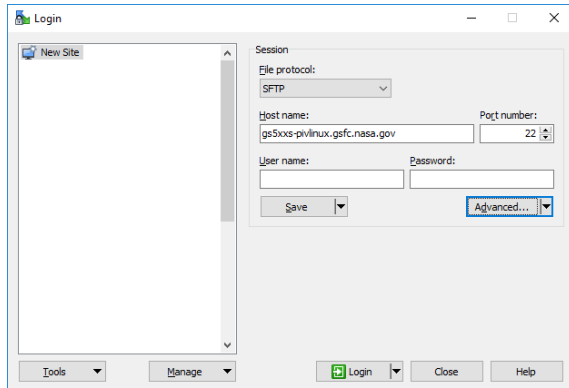 Login
New Site
Session
File protocol:
SFTP
Host name:
Port number:
gs5xxs-pivlinux.gsfc.nasa.gov
22
User name:
Password:
Save
Advanced...
Tools
Manage
Login
Close
Help